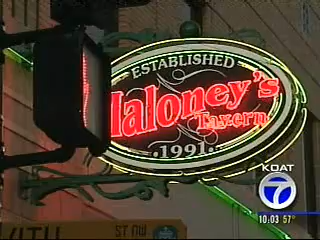 ESTABLISHED
Maloney's
Tavern
.1991.
KOAT
7
10:03 57°
ST NW